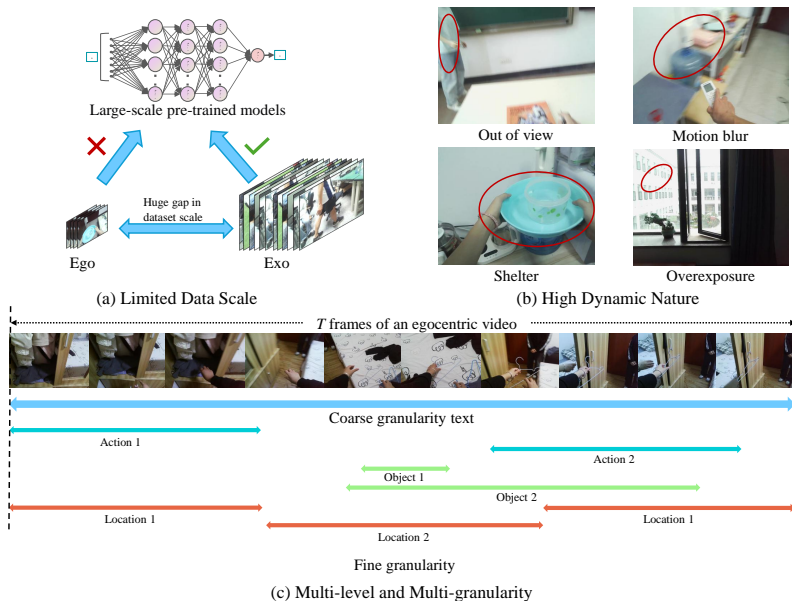 Large-scale pre-trained models
Huge gap in
dataset scale
Ego
Exo
(a) Limited Data Scale
Out of view
Motion blur
Shelter
Overexposure
(b) High Dynamic Nature
T frames of an egocentric video
Coarse granularity text
Action 1
Action 2
Object 1
Object 2
Location 1
Location 1
Location 2
Fine granularity
(c) Multi-level and Multi-granularity